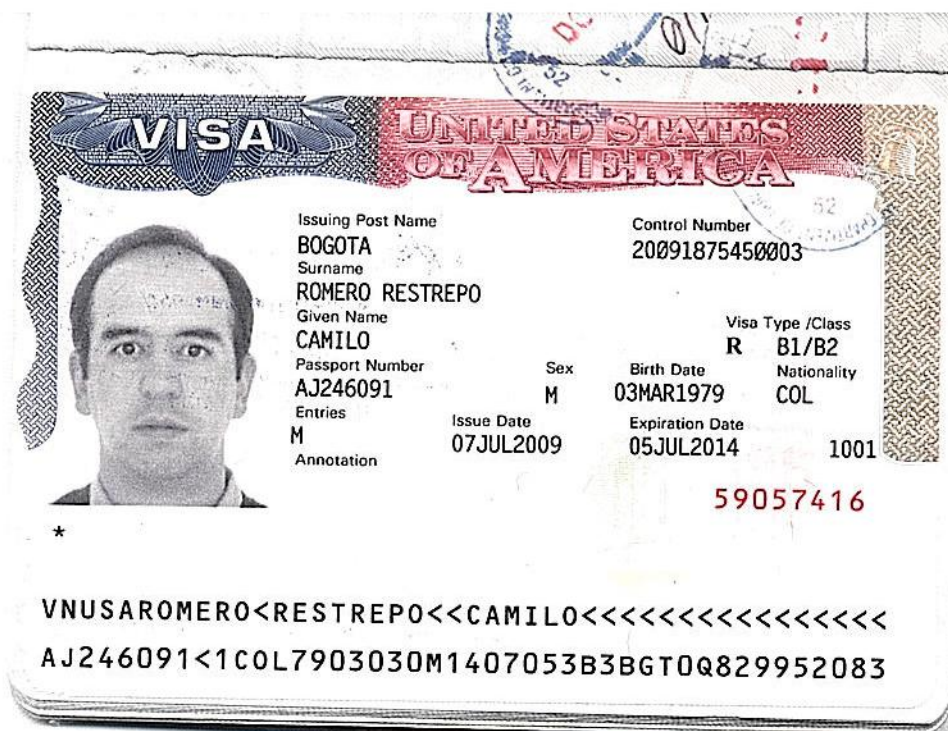 VISA
UNITED STATES
OF AMERICA
Issuing Post Name
BOGOTA
Control Number
20091875450003
Surname
ROMERO RESTREPO
Given Name
CAMILO
Visa Type /Class
R B1/B2
Passport Number
AJ246091
Sex
M
Birth Date
03MAR1979
Nationality
COL
Entries
M
Issue Date
07JUL2009
Expiration Date
05JUL2014
1001
Annotation
59057416
*
VNUSAROMERO<RESTREPO<<CAMILO<<<<<<<<<<<<<<<<
AJ246091<1COL7903030M1407053B3BGT0Q829952083
52
52